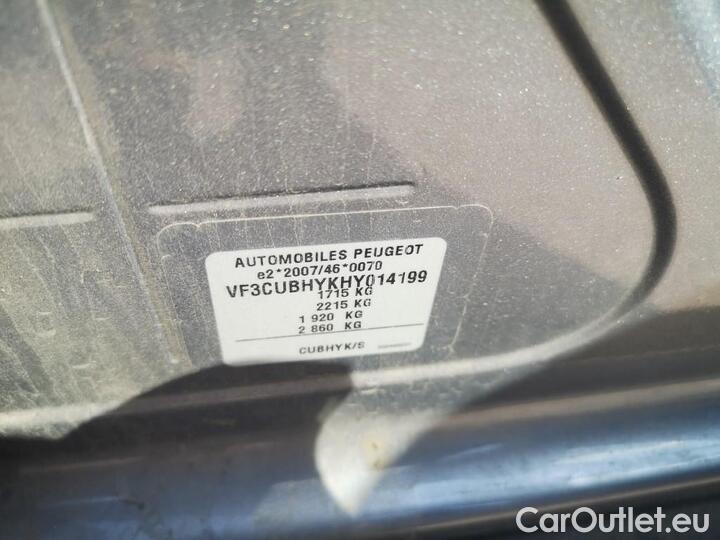 AUTOMOBILES PEUGEOT
e2*2007/46*0070
VF3CUBHYKHY014199
1715 KG
2215 KG
1 920 KG
2 860 KG
CUBHYK/S
CarOutlet.eu